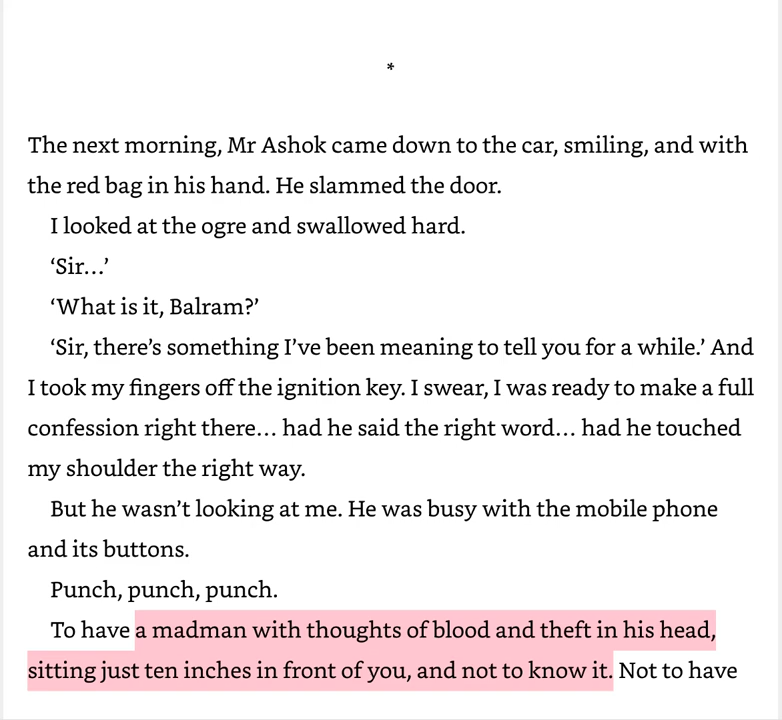 *
The next morning, Mr Ashok came down to the car, smiling, and with
the red bag in his hand. He slammed the door.
I looked at the ogre and swallowed hard.
‘Sir…’
‘What is it, Balram?’
‘Sir, there’s something I’ve been meaning to tell you for a while.’ And
I took my fingers off the ignition key. I swear, I was ready to make a full
confession right there… had he said the right word… had he touched
my shoulder the right way.
But he wasn’t looking at me. He was busy with the mobile phone
and its buttons.
Punch, punch, punch.
To have a madman with thoughts of blood and theft in his head,
sitting just ten inches in front of you, and not to know it. Not to have